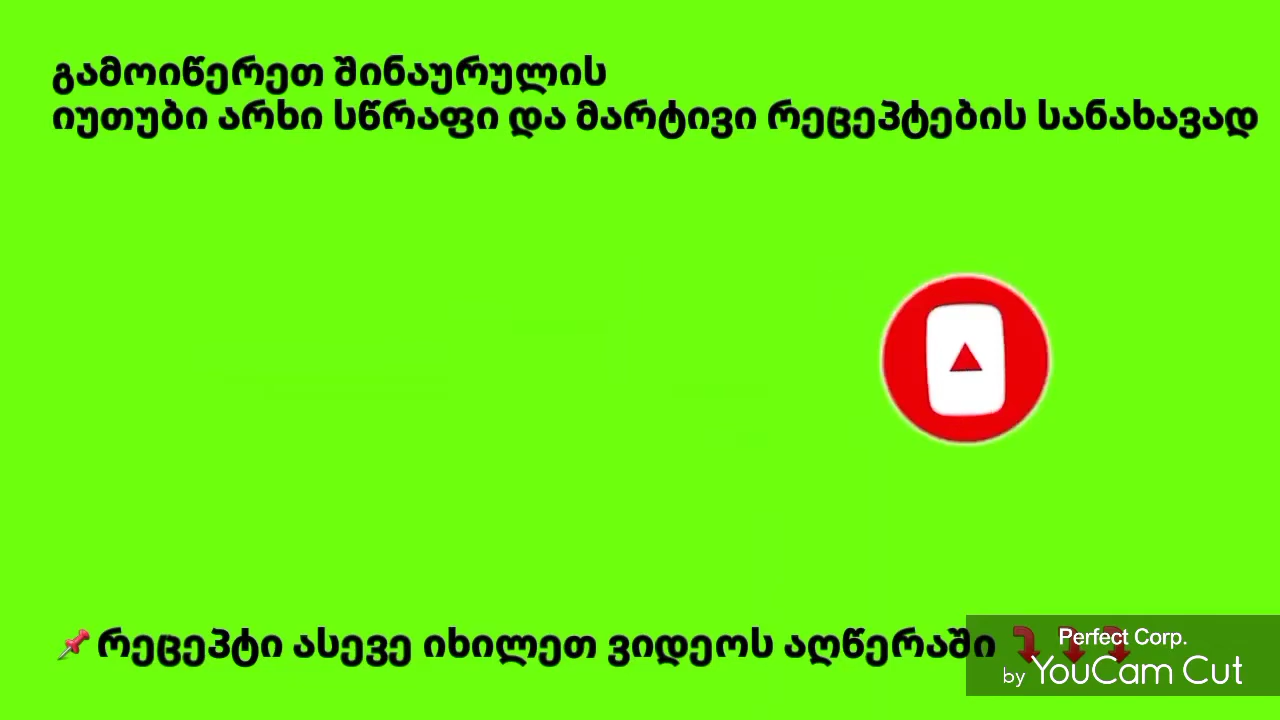 გამოიწერეთ შინაურულის
იუთუბი არხი სწრაფი და მარტივი რეცეპტების სანახავად
📌რეცეპტი ასევე იხილეთ ვიდეოს აღწერაში ⤵⤵⤵
Perfect Corp.
by YouCam Cut